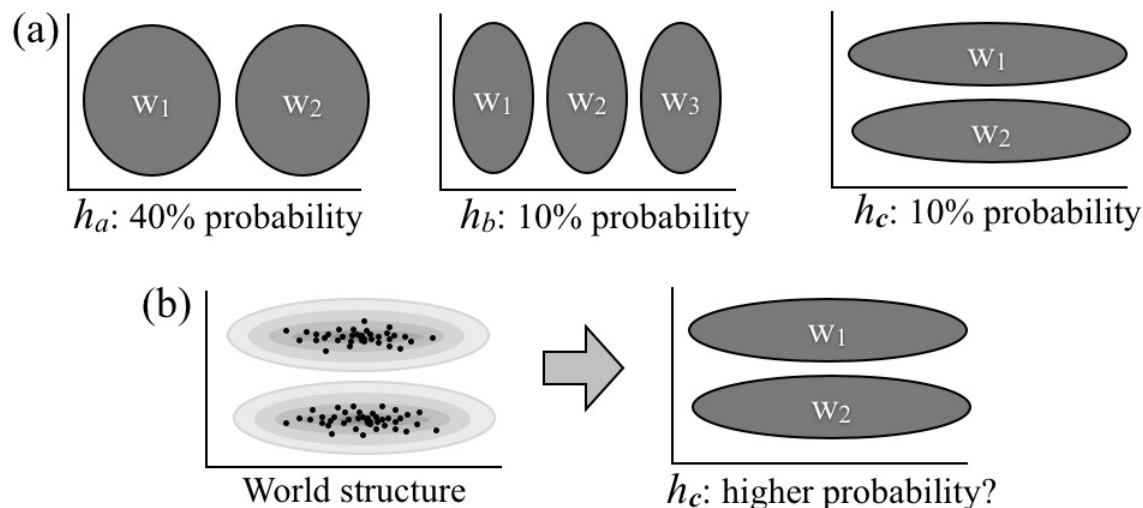 (a)
w1 w2
w1 w2 w3
w1
w2
ha: 40% probability
hb: 10% probability
hc: 10% probability
(b)
w1
w2
World structure
hc: higher probability?